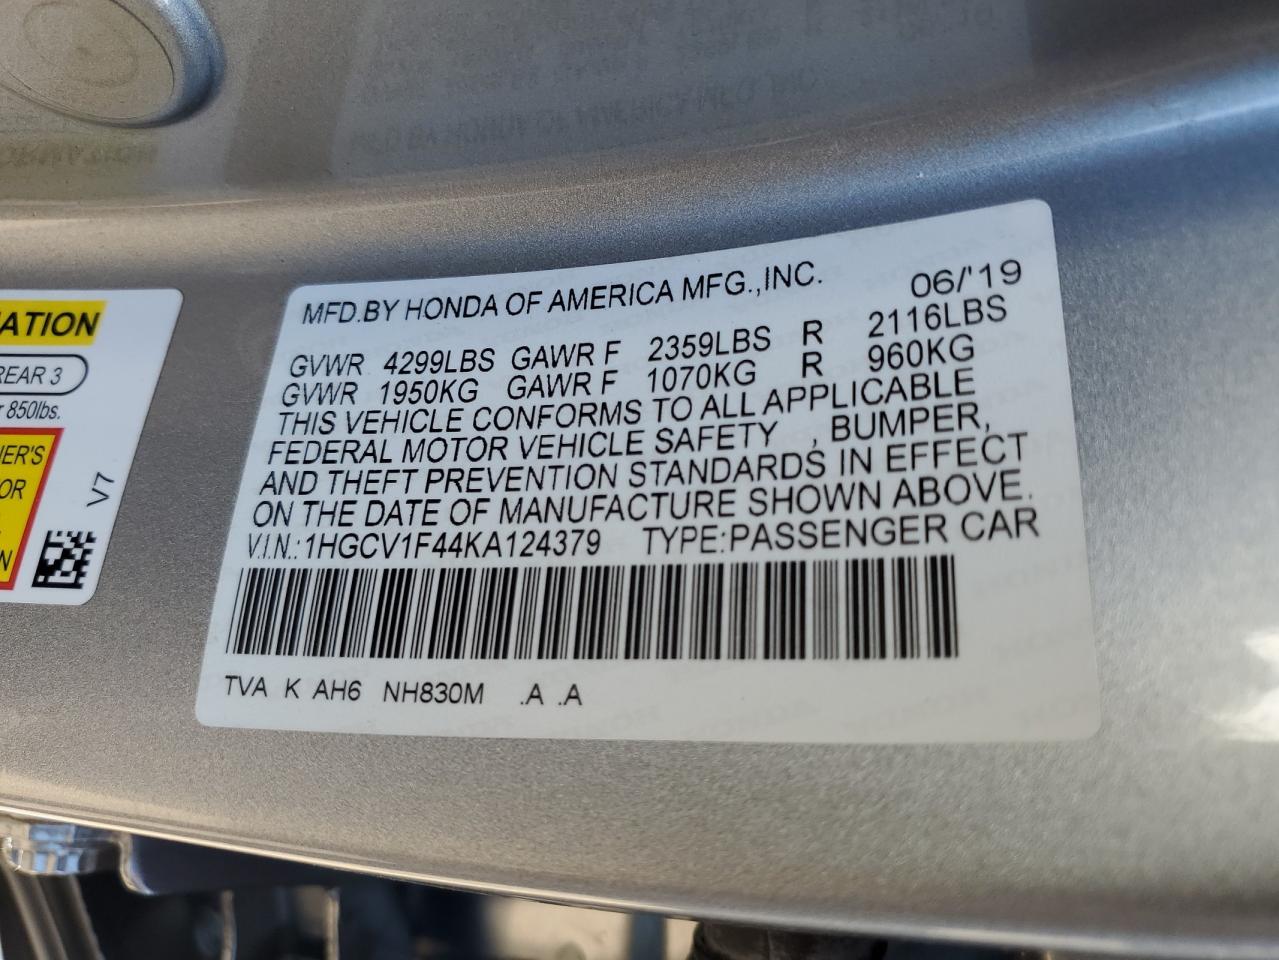 MFD.BY HONDA OF AMERICA MFG.,INC. 06/'19
GVWR 4299LBS GAWR F 2359LBS R 2116LBS
GVWR 1950KG GAWR F 1070KG R 960KG
THIS VEHICLE CONFORMS TO ALL APPLICABLE
FEDERAL MOTOR VEHICLE SAFETY , BUMPER,
AND THEFT PREVENTION STANDARDS IN EFFECT
ON THE DATE OF MANUFACTURE SHOWN ABOVE.
V.I.N.:1HGCV1F44KA124379 TYPE:PASSENGER CAR
TVA K AH6 NH830M .A .A
ATION
REAR 3
r 850lbs.
ER'S
OR
N
V7